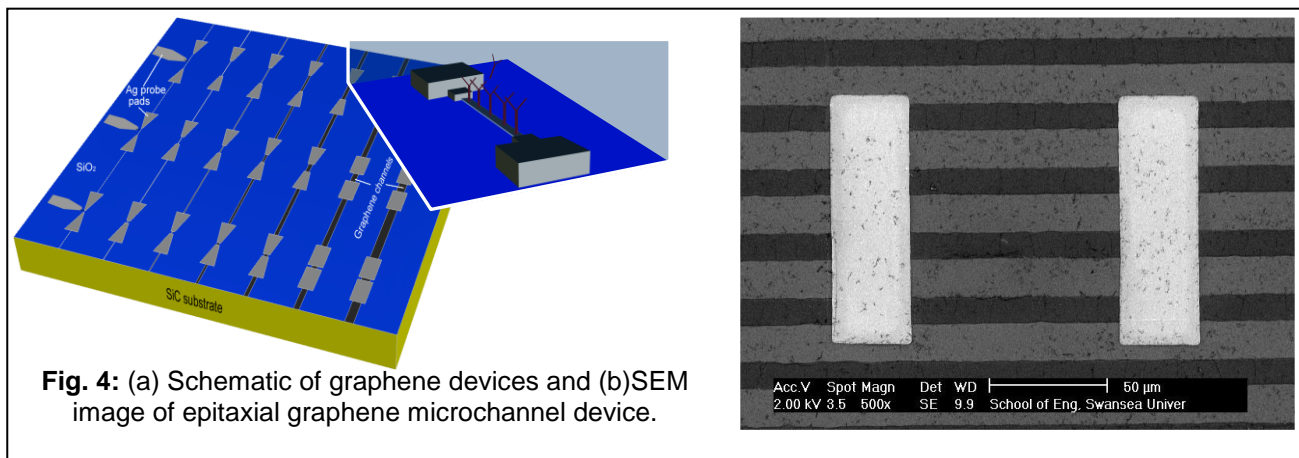 Ag probe
pads
SiO₂
Graphene channels
SiC substrate
Fig. 4: (a) Schematic of graphene devices and (b)SEM
image of epitaxial graphene microchannel device.
Acc.V Spot Magn Det WD 50 µm
2.00 kV 3.5 500x SE 9.9 School of Eng, Swansea Univer